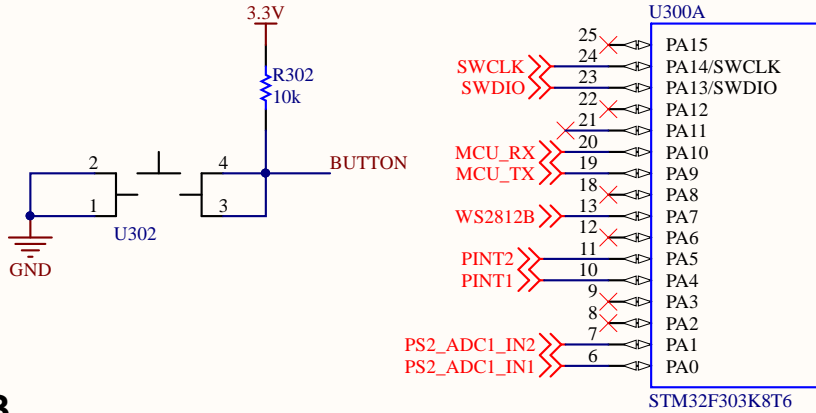 3.3V
R302
10k
2
4
BUTTON
1
3
U302
GND
U300A
25
PA15
SWCLK
24
PA14/SWCLK
SWDIO
23
PA13/SWDIO
22
PA12
21
PA11
MCU_RX
20
PA10
MCU_TX
19
PA9
18
PA8
WS2812B
13
PA7
12
PA6
PINT2
11
PA5
PINT1
10
PA4
9
PA3
8
PA2
PS2_ADC1_IN2
7
PA1
PS2_ADC1_IN1
6
PA0
STM32F303K8T6